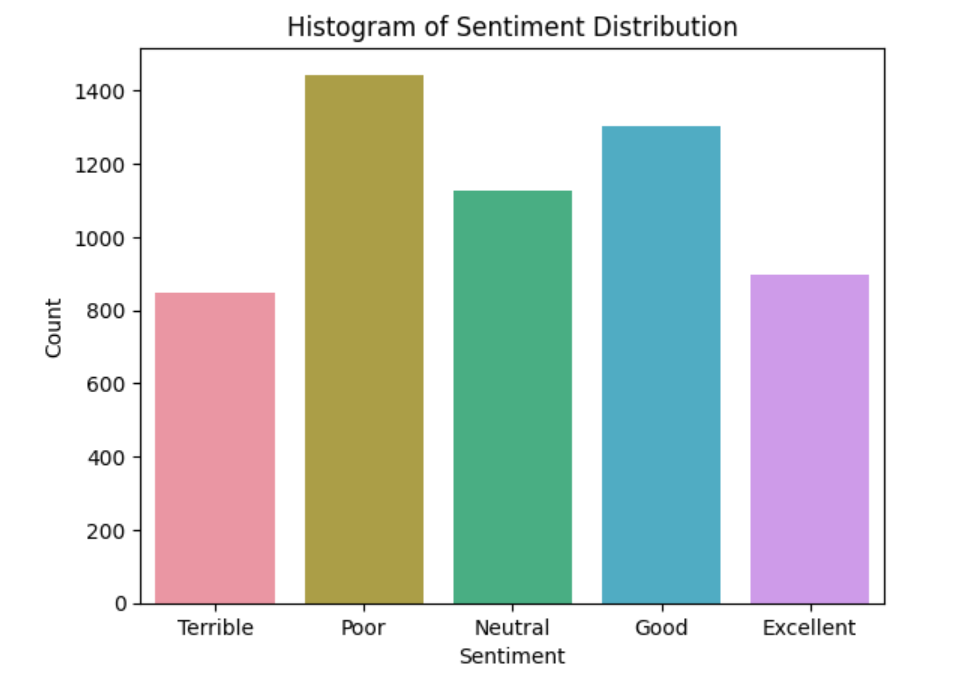 Histogram of Sentiment Distribution
1400
1200
1000
800
600
400
200
0
Count
Terrible Poor Neutral Good Excellent
Sentiment